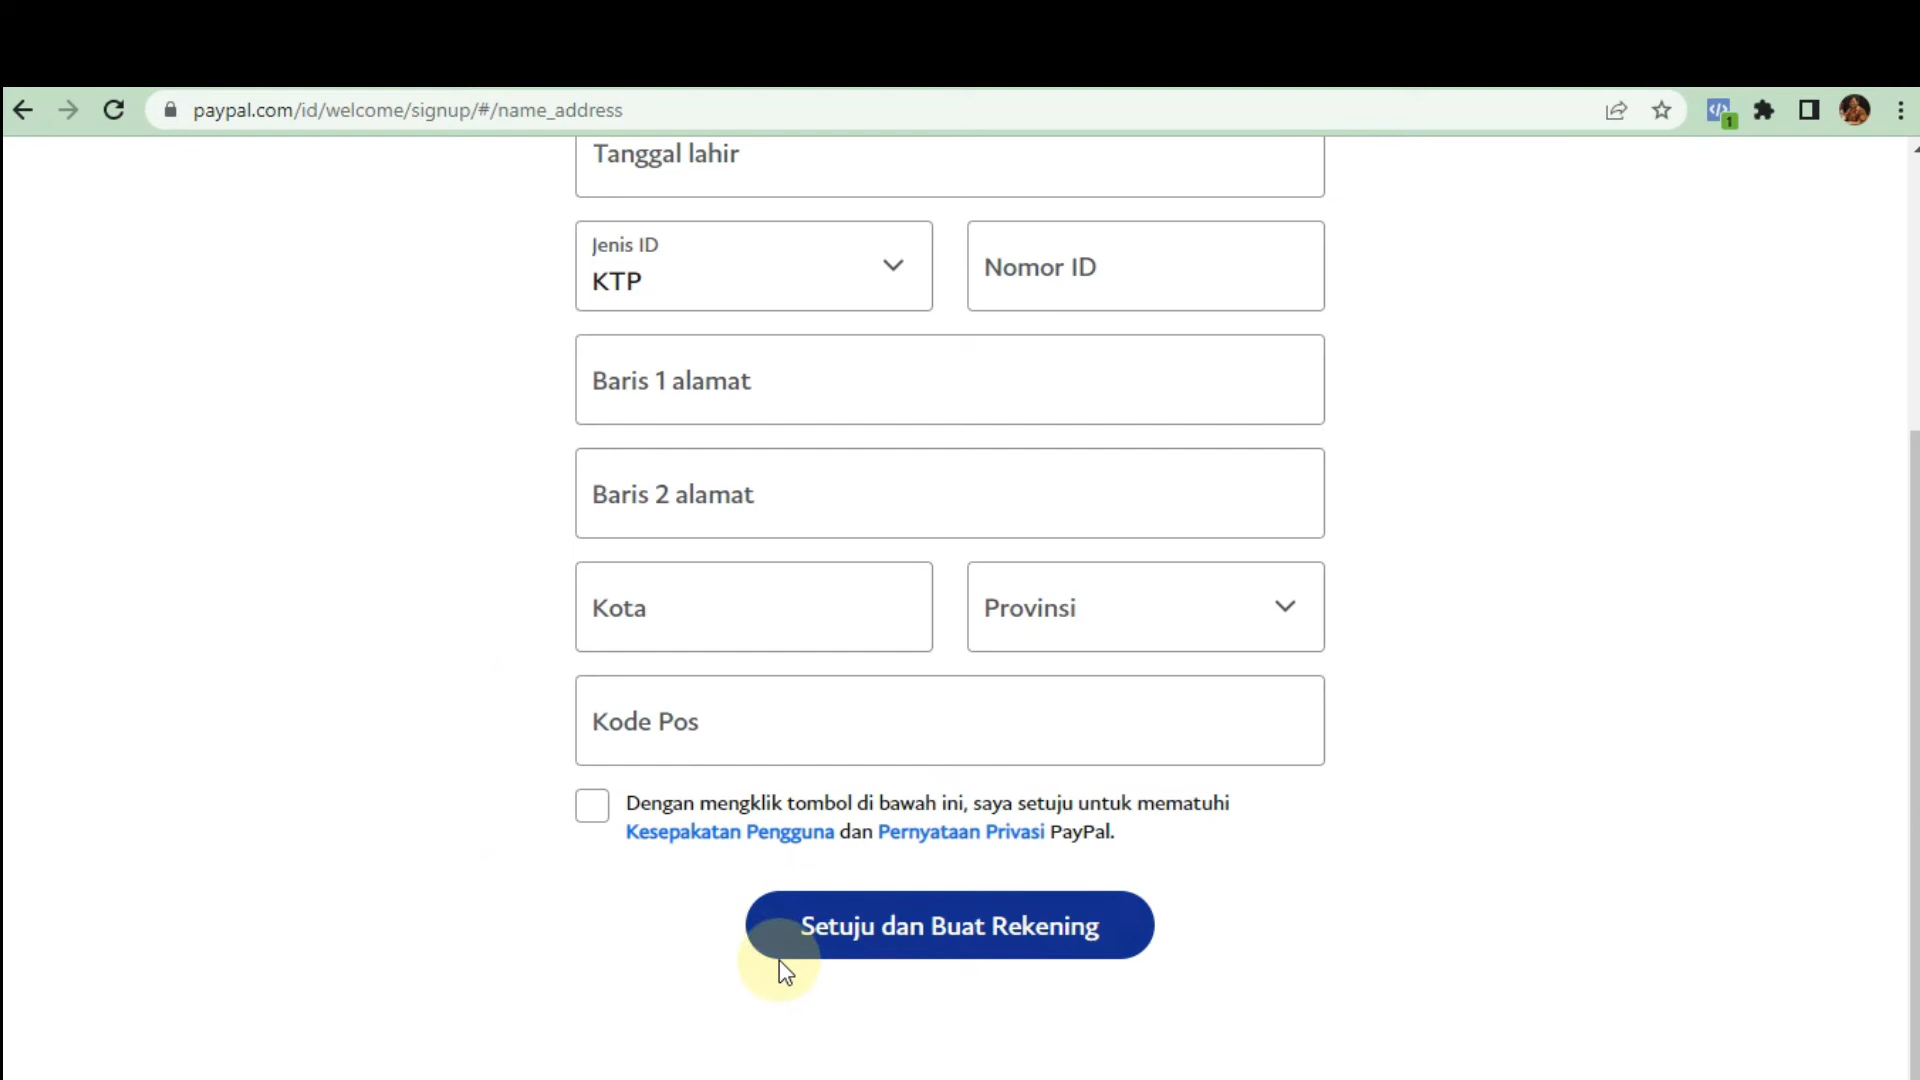 paypal.com/id/welcome/signup/#/name_address
1
Tanggal lahir
Jenis ID
KTP
Nomor ID
Baris 1 alamat
Baris 2 alamat
Kota
Provinsi
Kode Pos
Dengan mengklik tombol di bawah ini, saya setuju untuk mematuhi
Kesepakatan Pengguna dan Pernyataan Privasi PayPal.
Setuju dan Buat Rekening